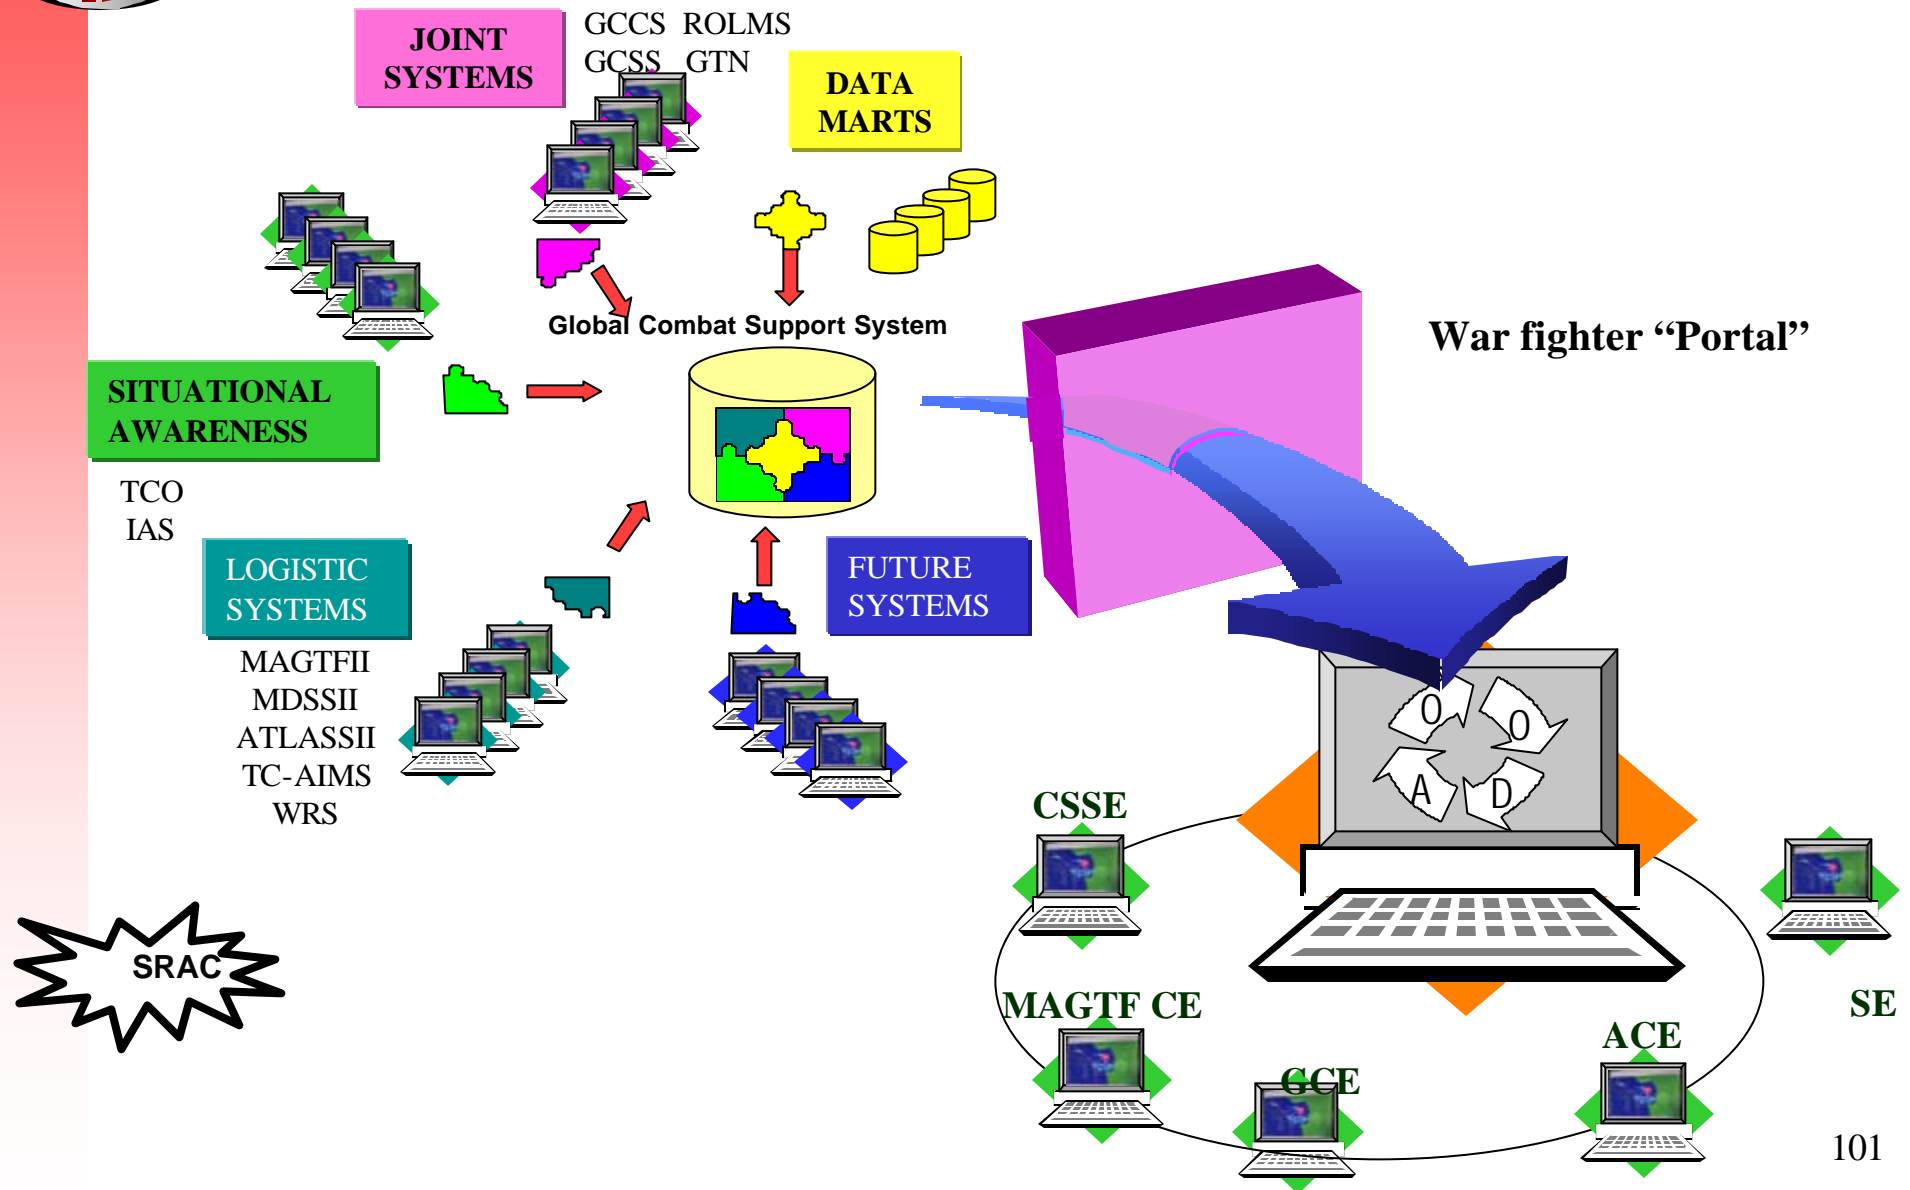 JOINT
SYSTEMS
GCCS ROLMS
GCSS GTN
DATA
MARTS
Global Combat Support System
War fighter “Portal”
SITUATIONAL
AWARENESS
TCO
IAS
LOGISTIC
SYSTEMS
MAGTFII
MDSSII
ATLASSII
TC-AIMS
WRS
FUTURE
SYSTEMS
O
O
D
A
CSSE
SRAC
MAGTF CE
GCE
ACE
SE
101